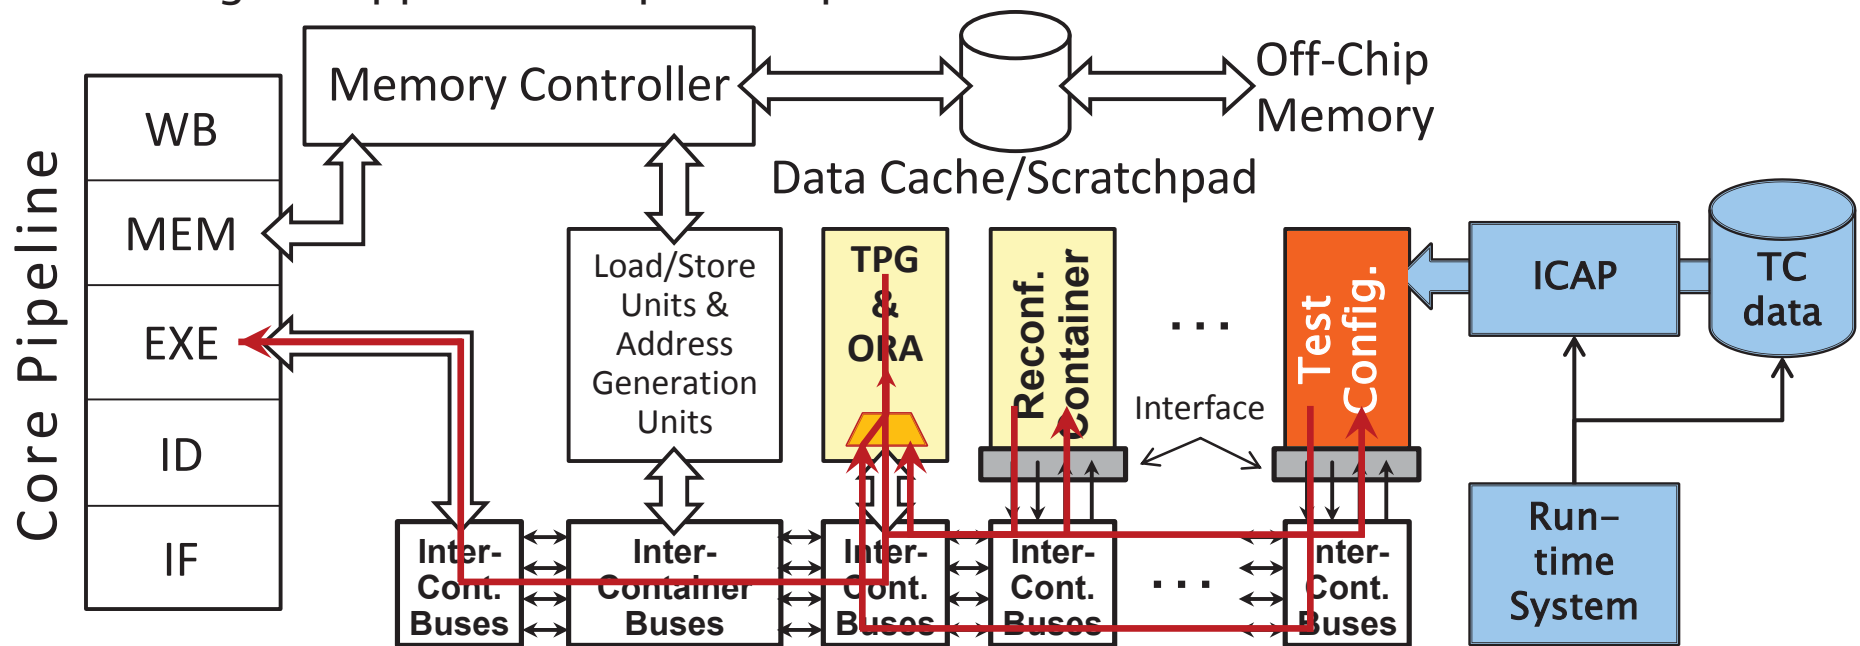 Memory Controller
Off-Chip
Memory
Data Cache/Scratchpad
Core Pipeline
WB
MEM
EXE
ID
IF
Load/Store
Units &
Address
Generation
Units
TPG
&
ORA
Reconf.
Container
...
Test
Config.
Interface
ICAP
TC
data
Run-
time
System
Inter-
Cont.
Buses
Inter-
Container
Buses
Inter-
Cont.
Buses
Inter-
Cont.
Buses
...
Inter-
Cont.
Buses